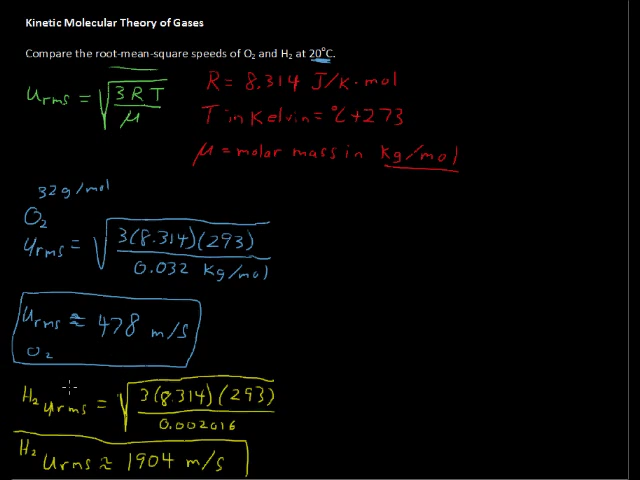 Kinetic Molecular Theory of Gases
Compare the root-mean-square speeds of O2 and H2 at 20°C.
Urms = √(3RT/μ)
R = 8.314 J/K·mol
T in Kelvin = °C + 273
μ = molar mass in kg/mol
32 g/mol
O2
Urms = √(3(8.314)(293)/0.032 Kg/mol)
Urms ≈ 478 m/s
O2
H2 Urms = √(3(8.314)(293)/0.002016)
H2 Urms ≈ 1904 m/s